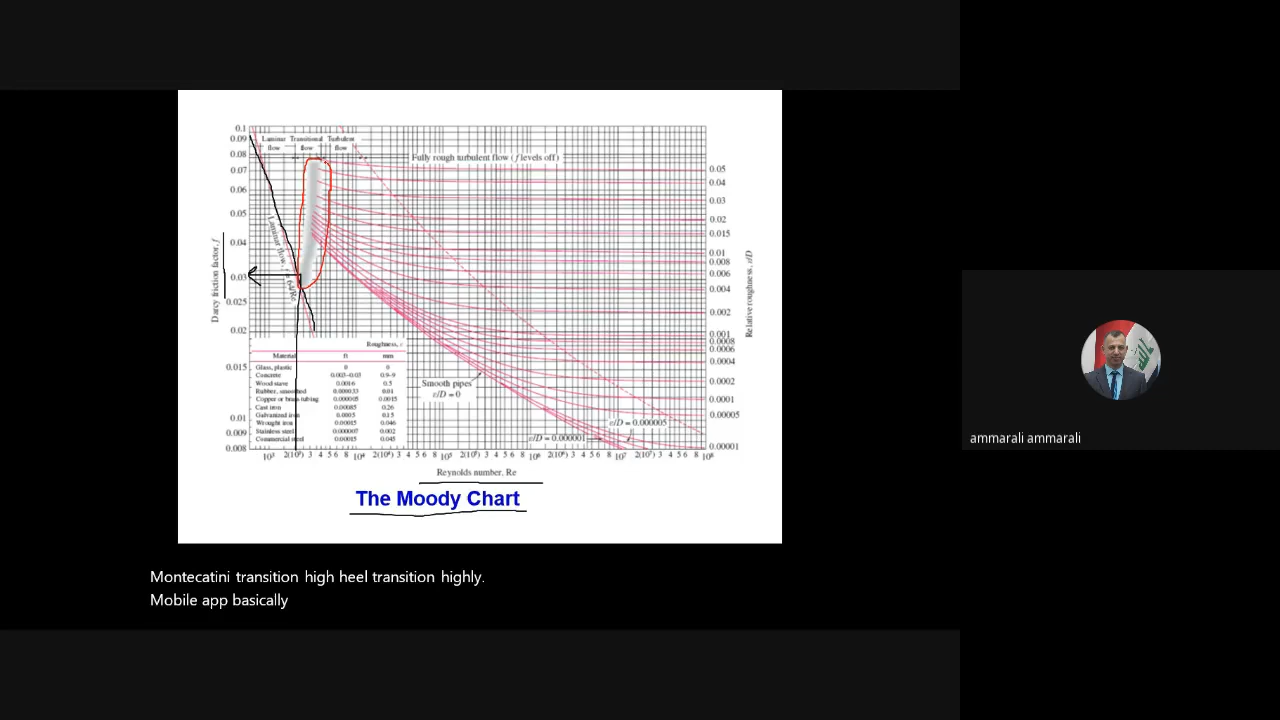 0.1
0.09
0.08
0.07
0.06
0.05
0.04
0.03
0.025
0.02
0.015
0.01
0.009
0.008
Darcy friction factor, f
Laminar Transitional Turbulent
flow flow flow
Fully rough turbulent flow (f levels off)
Laminar flow, f = 64/Re
0.05
0.04
0.03
0.02
0.015
0.01
0.008
0.006
0.004
0.002
0.001
0.0008
0.0006
0.0004
0.0002
0.0001
0.00005
0.00001
Relative roughness, ε/D
Roughness, ε
Material ft mm
Glass, plastic 0 0
Concrete 0.003–0.03 0.9–9
Wood stave 0.0016 0.5
Rubber, smoothed 0.000033 0.01
Copper or brass tubing 0.000005 0.0015
Cast iron 0.00085 0.26
Galvanized iron 0.0005 0.15
Wrought iron 0.00015 0.046
Stainless steel 0.000007 0.002
Commercial steel 0.00015 0.045
Smooth pipes
ε/D = 0
ε/D = 0.000005
ε/D = 0.000001
10³ 2(10³) 3 4 5 6 8 10⁴ 2(10⁴) 3 4 5 6 8 10⁵ 2(10⁵) 3 4 5 6 8 10⁶ 2(10⁶) 3 4 5 6 8 10⁷ 2(10⁷) 3 4 5 6 8 10⁸
Reynolds number, Re
The Moody Chart
Montecatini transition high heel transition highly.
Mobile app basically
ammarali ammarali